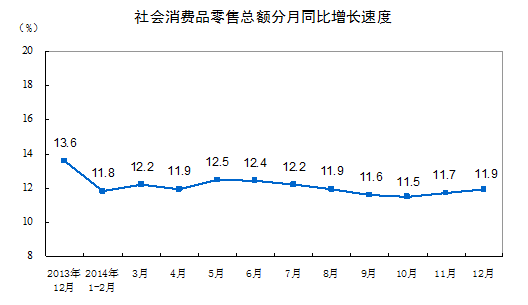 社会消费品零售总额分月同比增长速度
(%)
20
18
16
14
12
10
8
13.6
11.8
12.2
11.9
12.5
12.4
12.2
11.9
11.6
11.5
11.7
11.9
2013年
12月
2014年
1-2月
3月
4月
5月
6月
7月
8月
9月
10月
11月
12月